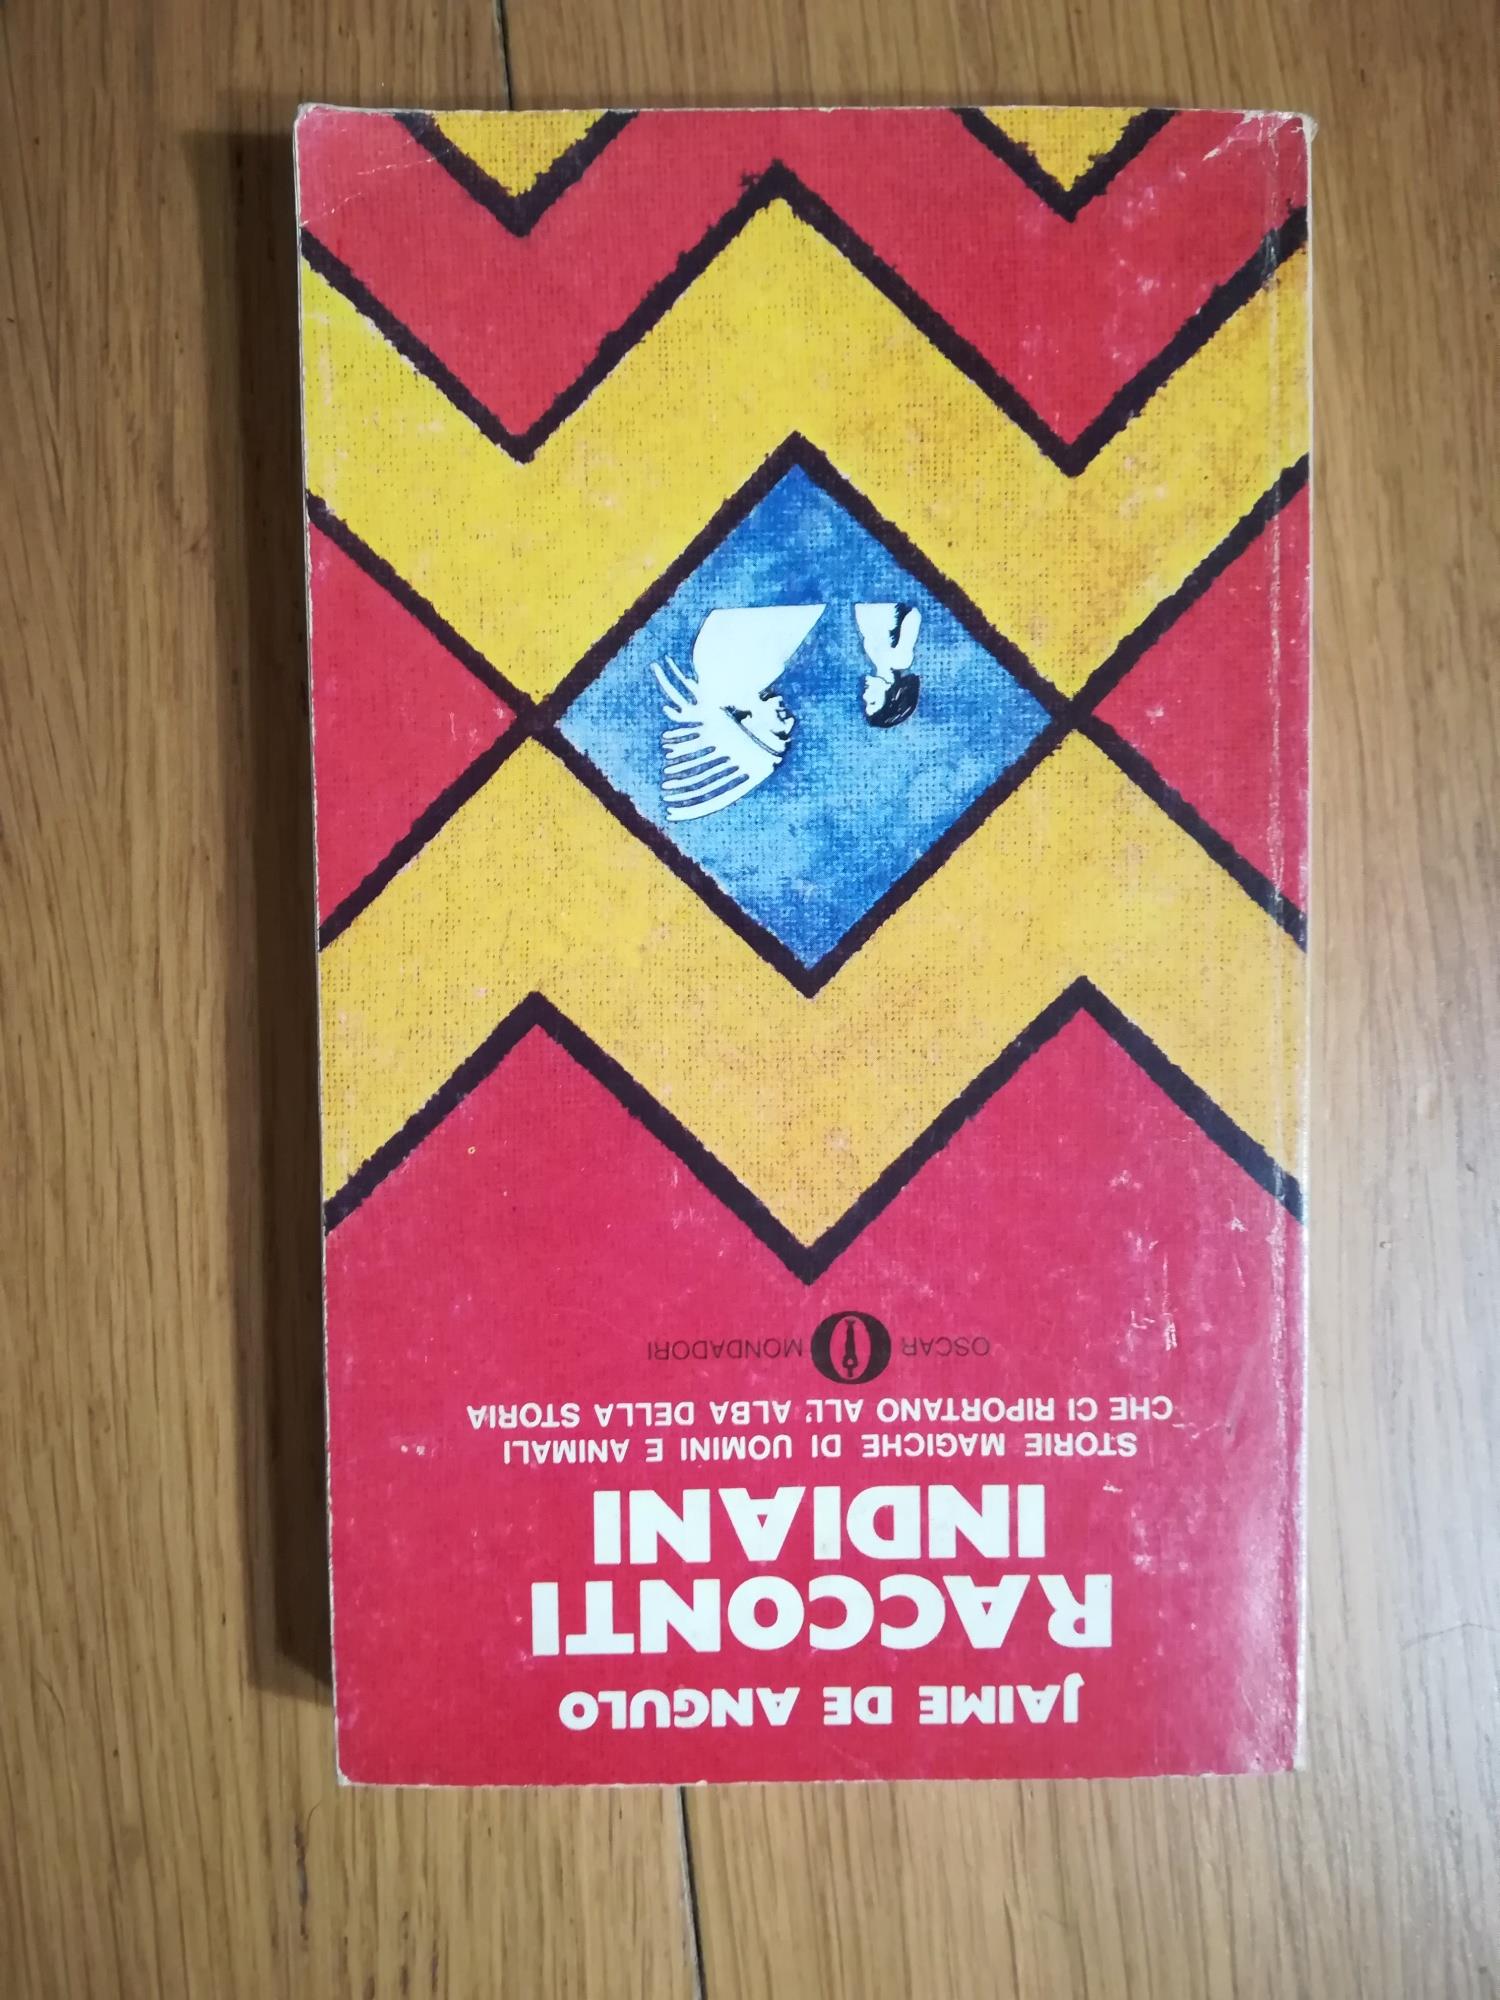 JAIME DE ANGULO
RACCONTI
INDIANI
STORIE MAGICHE DI UOMINI E ANIMALI
CHE CI RIPORTANO ALL'ALBA DELLA STORIA
OSCAR MONDADORI